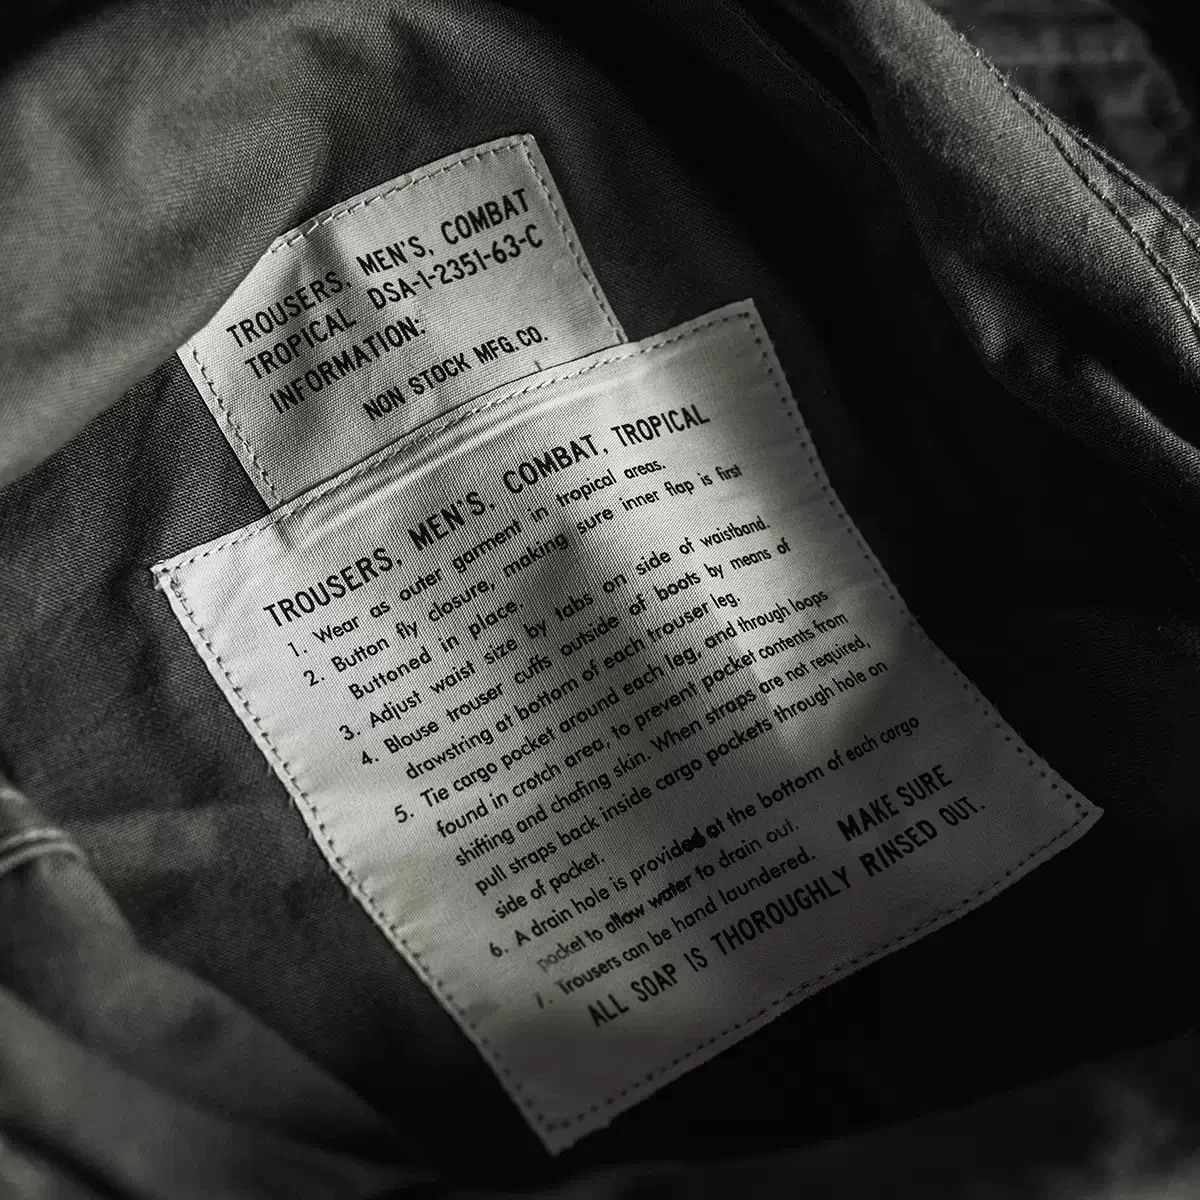 TROUSERS, MEN'S, COMBAT
TROPICAL DSA-1-2351-63-C
INFORMATION:
NON STOCK MFG.CO.
TROUSERS, MEN'S, COMBAT, TROPICAL
1. Wear as outer garment in tropical areas.
2. Button fly closure, making sure inner flap is first
Buttoned in place.
3. Adjust waist size by tabs on side of waistband.
4. Blouse trouser cuffs outside of boots by means of
drawstring at bottom of each trouser leg.
5. Tie cargo pocket around each leg, and through loops
found in crotch area, to prevent pocket contents from
shifting and chafing skin. When straps are not required,
pull straps back inside cargo pockets through hole on
side of pocket.
6. A drain hole is provided at the bottom of each cargo
pocket to allow water to drain out.
7. Trousers can be hand laundered. MAKE SURE
ALL SOAP IS THOROUGHLY RINSED OUT.